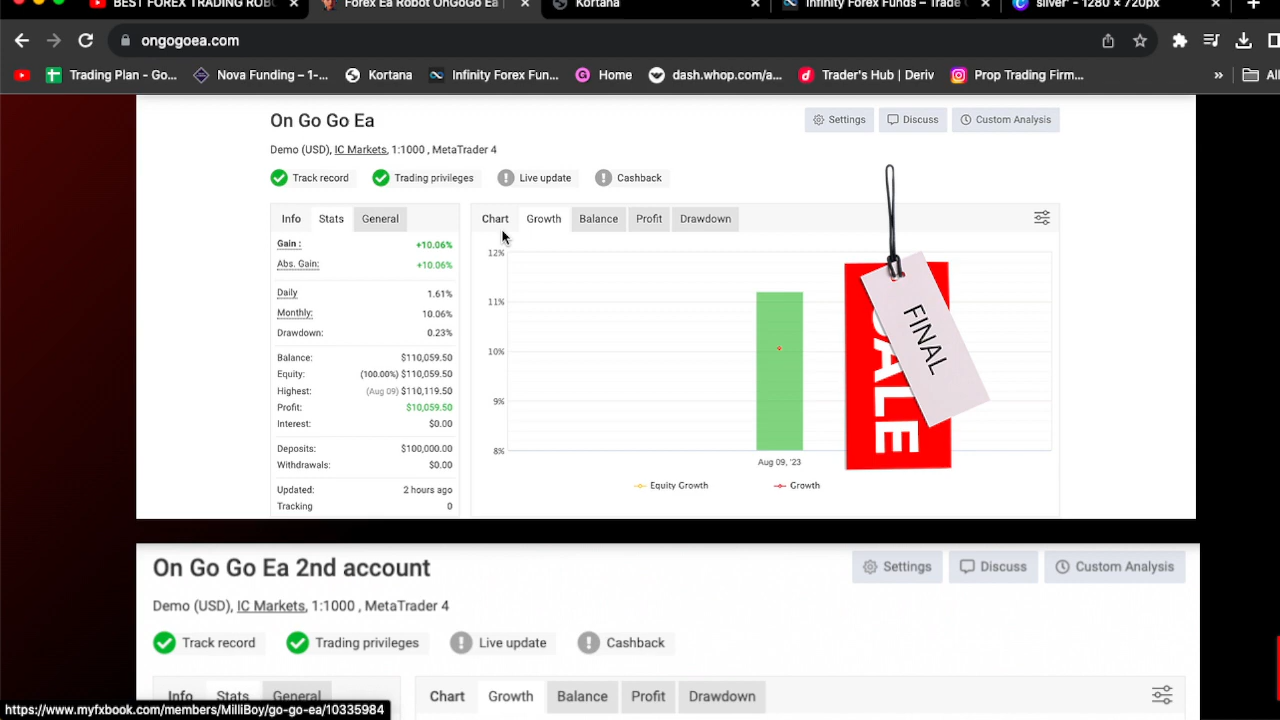 BEST FOREX TRADING ROB
Forex Ea Robot OnGoGo Ea
Kortana
Infinity Forex Funds – Trade
silver" - 1280 × 720px
ongogoea.com
Trading Plan - Go...
Nova Funding – 1-...
Kortana
Infinity Forex Fun...
Home
dash.whop.com/a...
Trader's Hub | Deriv
Prop Trading Firm...
»
All
On Go Go Ea
Settings
Discuss
Custom Analysis
Demo (USD), IC Markets, 1:1000 , MetaTrader 4
Track record
Trading privileges
Live update
Cashback
Info
Stats
General
Chart
Growth
Balance
Profit
Drawdown
Gain : +10.06%
Abs. Gain: +10.06%
Daily 1.61%
Monthly: 10.06%
Drawdown: 0.23%
Balance: $110,059.50
Equity: (100.00%) $110,059.50
Highest: (Aug 09) $110,119.50
Profit: $10,059.50
Interest: $0.00
Deposits: $100,000.00
Withdrawals: $0.00
Updated: 2 hours ago
Tracking 0
12%
11%
10%
9%
8%
Aug 09, '23
Equity Growth
Growth
SALE
FINAL
On Go Go Ea 2nd account
Settings
Discuss
Custom Analysis
Demo (USD), IC Markets, 1:1000 , MetaTrader 4
Track record
Trading privileges
Live update
Cashback
Info
Stats
General
Chart
Growth
Balance
Profit
Drawdown
https://www.myfxbook.com/members/MilliBoy/go-go-ea/10335984